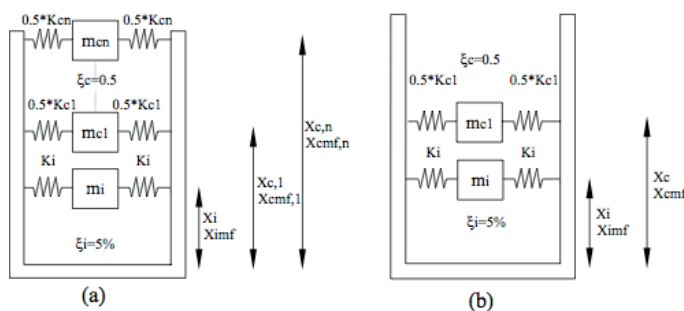 0.5*Kcn 0.5*Kcn
mcn
ξc=0.5
0.5*Kc1 0.5*Kc1
mc1
Ki Ki
mi
ξi=5%
Xi
Ximf
Xc,1
Xcmf,1
Xc,n
Xcmf,n
(a)
ξc=0.5
0.5*Kc1 0.5*Kc1
mc1
Ki Ki
mi
ξi=5%
Xi
Ximf
Xc
Xcmf
(b)